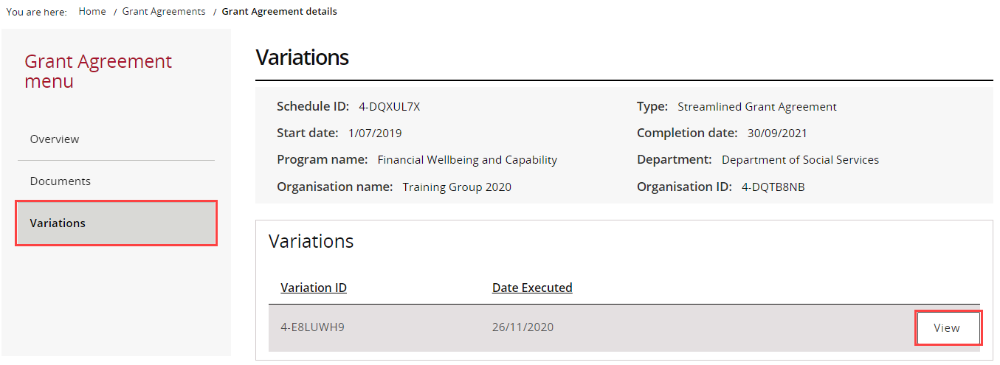 You are here: Home / Grant Agreements / Grant Agreement details
Grant Agreement
menu
Overview
Documents
Variations
Variations
Schedule ID: 4-DQXUL7X
Type: Streamlined Grant Agreement
Start date: 1/07/2019
Completion date: 30/09/2021
Program name: Financial Wellbeing and Capability
Department: Department of Social Services
Organisation name: Training Group 2020
Organisation ID: 4-DQTB8NB
Variations
Variation ID Date Executed
4-E8LUWH9 26/11/2020 View